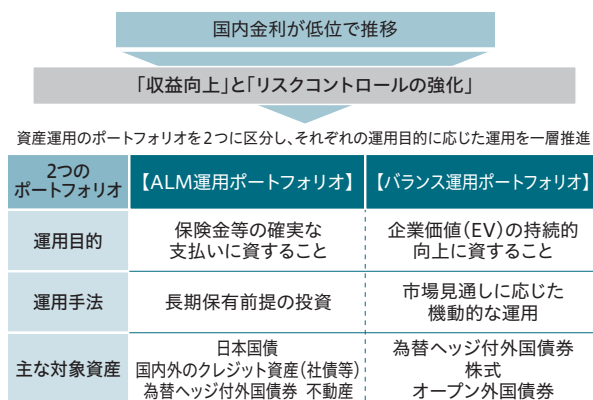 国内金利が低位で推移
「収益向上」と「リスクコントロールの強化」
資産運用のポートフォリオを2つに区分し、それぞれの運用目的に応じた運用を一層推進
2つの
ポートフォリオ
【ALM運用ポートフォリオ】
【バランス運用ポートフォリオ】
運用目的
保険金等の確実な
支払いに資すること
企業価値(EV)の持続的
向上に資すること
運用手法
長期保有前提の投資
市場見通しに応じた
機動的な運用
主な対象資産
日本国債
国内外のクレジット資産(社債等)
為替ヘッジ付外国債券 不動産
為替ヘッジ付外国債券
株式
オープン外国債券